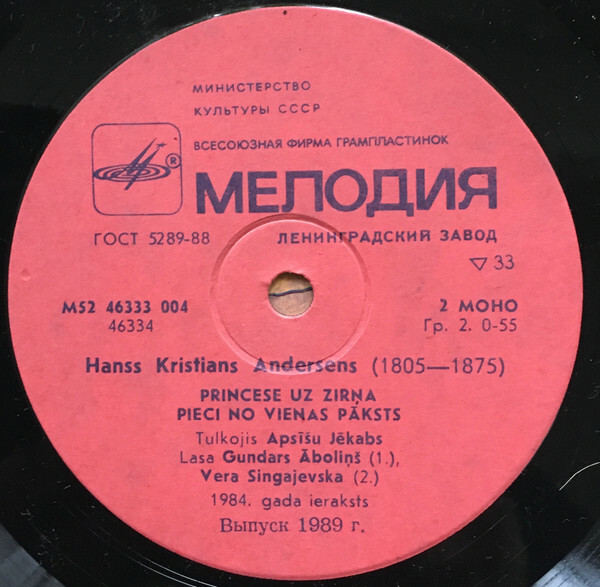 МИНИСТЕРСТВО
КУЛЬТУРЫ СССР
ВСЕСОЮЗНАЯ ФИРМА ГРАМПЛАСТИНОК
®
МЕЛОДИЯ
ГОСТ 5289-88 ЛЕНИНГРАДСКИЙ ЗАВОД
▽ 33
М52 46333 004 2 МОНО
46334 Гр. 2. 0-55
Hanss Kristians Andersens (1805—1875)
PRINCESE UZ ZIRŅA
PIECI NO VIENAS PĀKSTS
Tulkojis Apsīšu Jēkabs
Lasa Gundars Āboliņš (1.),
Vera Singajevska (2.)
1984. gada ieraksts
Выпуск 1989 г.